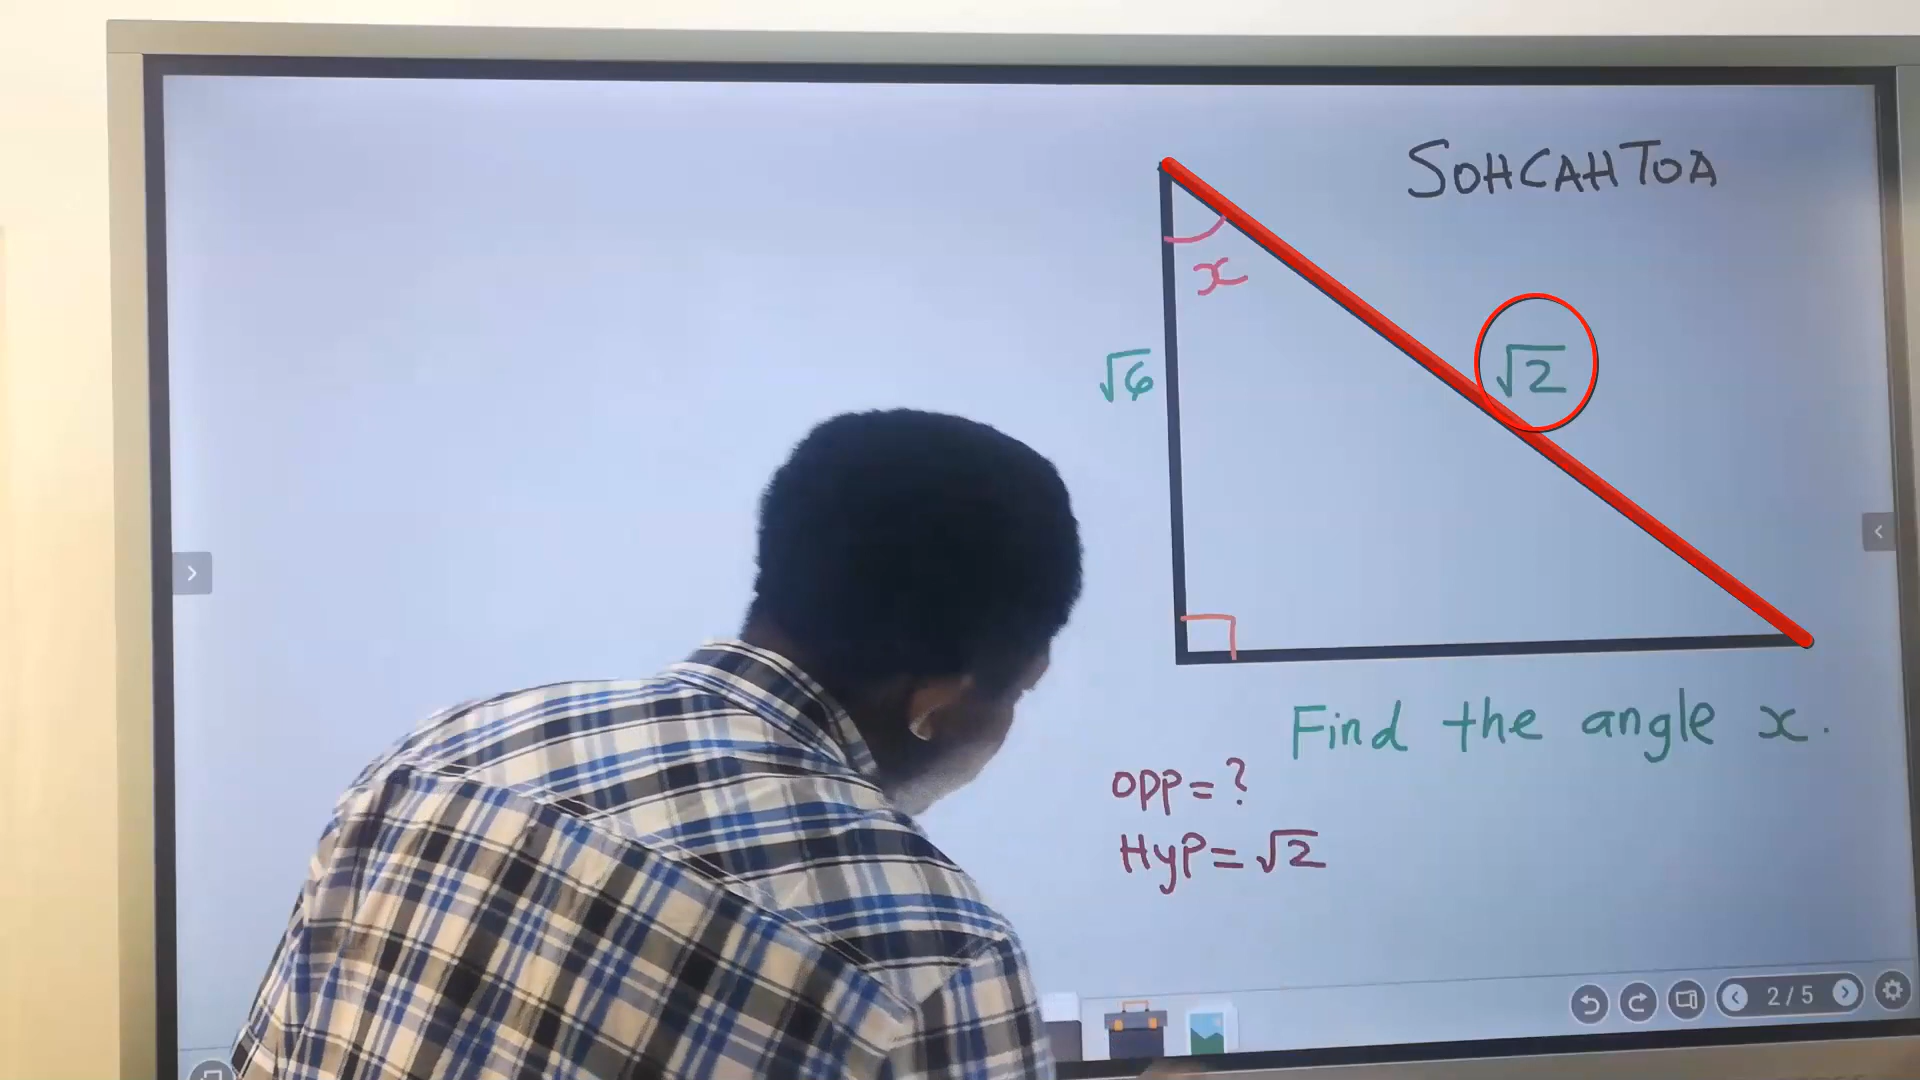 SOHCAHTOA
x
√6
√2
Find the angle x.
opp = ?
Hyp = √2
2/5